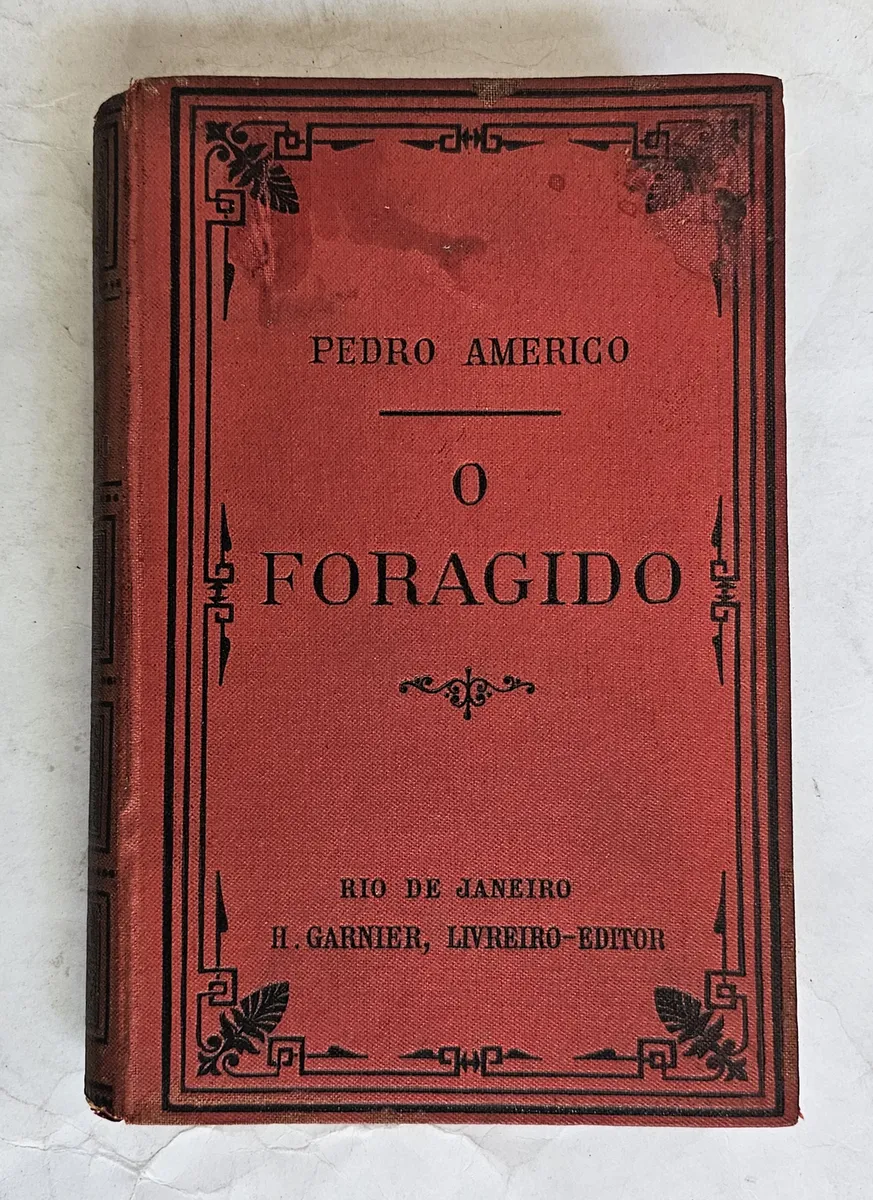 PEDRO AMERICO
O
FORAGIDO
RIO DE JANEIRO
H. GARNIER, LIVREIRO-EDITOR